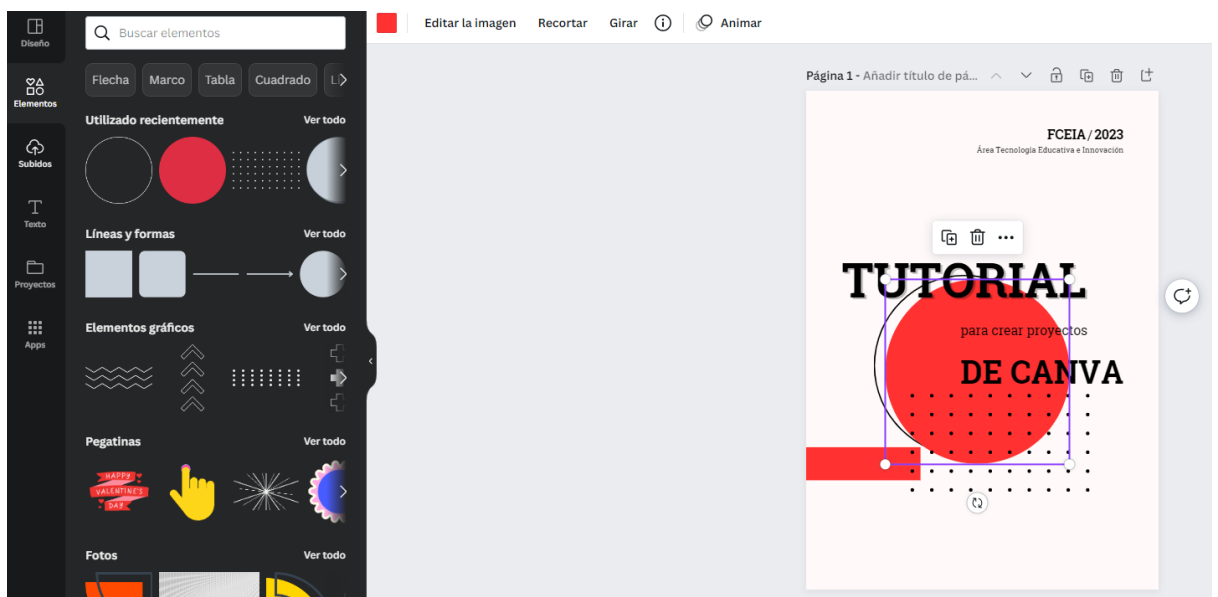 Diseño
Elementos
Subidos
Texto
Proyectos
Apps
Buscar elementos
Flecha Marco Tabla Cuadrado
Utilizado recientemente Ver todo
Líneas y formas Ver todo
Elementos gráficos Ver todo
Pegatinas Ver todo
HAPPY
VALENTINE'S
DAY
Fotos Ver todo
Editar la imagen Recortar Girar Animar
Página 1 - Añadir título de pá...
FCEIA / 2023
Área Tecnología Educativa e Innovación
TUTORIAL
para crear proyectos
DE CANVA